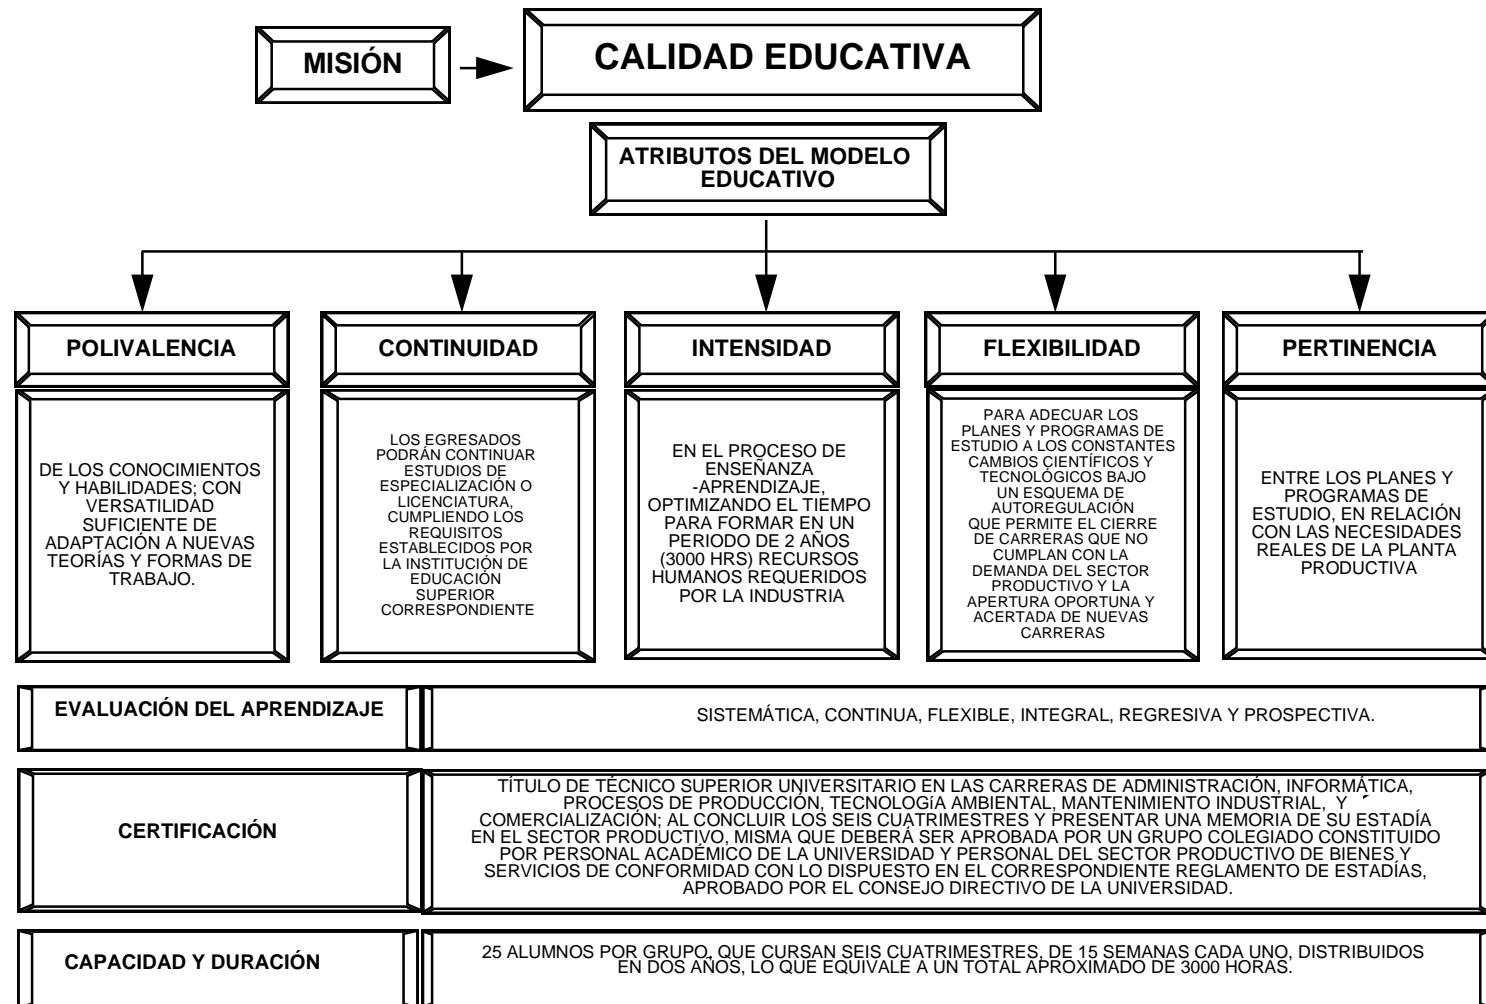 MISIÓN
CALIDAD EDUCATIVA
ATRIBUTOS DEL MODELO
EDUCATIVO
POLIVALENCIA
DE LOS CONOCIMIENTOS
Y HABILIDADES; CON
VERSATILIDAD
SUFICIENTE DE
ADAPTACIÓN A NUEVAS
TEORÍAS Y FORMAS DE
TRABAJO.
CONTINUIDAD
LOS EGRESADOS
PODRÁN CONTINUAR
ESTUDIOS DE
ESPECIALIZACIÓN O
LICENCIATURA,
CUMPLIENDO LOS
REQUISITOS
ESTABLECIDOS POR
LA INSTITUCIÓN DE
EDUCACIÓN
SUPERIOR
CORRESPONDIENTE
INTENSIDAD
EN EL PROCESO DE
ENSEÑANZA
-APRENDIZAJE,
OPTIMIZANDO EL TIEMPO
PARA FORMAR EN UN
PERIODO DE 2 AÑOS
(3000 HRS) RECURSOS
HUMANOS REQUERIDOS
POR LA INDUSTRIA
FLEXIBILIDAD
PARA ADECUAR LOS
PLANES Y PROGRAMAS DE
ESTUDIO A LOS CONSTANTES
CAMBIOS CIENTÍFICOS Y
TECNOLÓGICOS BAJO
UN ESQUEMA DE
AUTOREGULACIÓN
QUE PERMITE EL CIERRE
DE CARRERAS QUE NO
CUMPLAN CON LA
DEMANDA DEL SECTOR
PRODUCTIVO Y LA
APERTURA OPORTUNA Y
ACERTADA DE NUEVAS
CARRERAS
PERTINENCIA
ENTRE LOS PLANES Y
PROGRAMAS DE
ESTUDIO, EN RELACIÓN
CON LAS NECESIDADES
REALES DE LA PLANTA
PRODUCTIVA
EVALUACIÓN DEL APRENDIZAJE
SISTEMÁTICA, CONTINUA, FLEXIBLE, INTEGRAL, REGRESIVA Y PROSPECTIVA.
CERTIFICACIÓN
TÍTULO DE TÉCNICO SUPERIOR UNIVERSITARIO EN LAS CARRERAS DE ADMINISTRACIÓN, INFORMÁTICA,
PROCESOS DE PRODUCCIÓN, TECNOLOGíA AMBIENTAL, MANTENIMIENTO INDUSTRIAL, Y
COMERCIALIZACIÓN; AL CONCLUIR LOS SEIS CUATRIMESTRES Y PRESENTAR UNA MEMORIA DE SU ESTADÍA
EN EL SECTOR PRODUCTIVO, MISMA QUE DEBERÁ SER APROBADA POR UN GRUPO COLEGIADO CONSTITUIDO
POR PERSONAL ACADÉMICO DE LA UNIVERSIDAD Y PERSONAL DEL SECTOR PRODUCTIVO DE BIENES Y
SERVICIOS DE CONFORMIDAD CON LO DISPUESTO EN EL CORRESPONDIENTE REGLAMENTO DE ESTADÍAS,
APROBADO POR EL CONSEJO DIRECTIVO DE LA UNIVERSIDAD.
CAPACIDAD Y DURACIÓN
25 ALUMNOS POR GRUPO, QUE CURSAN SEIS CUATRIMESTRES, DE 15 SEMANAS CADA UNO, DISTRIBUIDOS
EN DOS AÑOS, LO QUE EQUIVALE A UN TOTAL APROXIMADO DE 3000 HORAS.